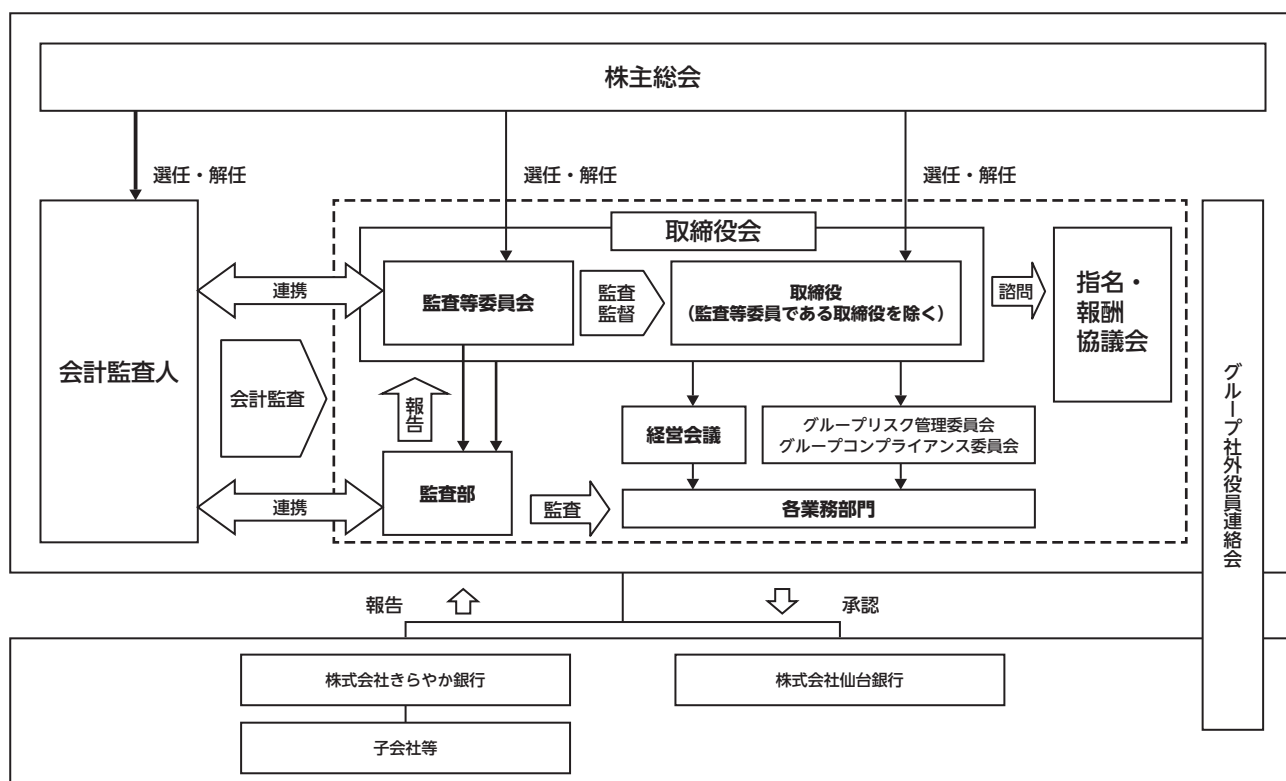 株主総会
選任・解任
選任・解任
選任・解任
取締役会
監査等委員会
監査
監督
取締役
(監査等委員である取締役を除く)
諮問
指名・
報酬
協議会
連携
会計監査人
会計監査
報告
経営会議
グループリスク管理委員会
グループコンプライアンス委員会
連携
監査部
監査
各業務部門
グループ社外役員連絡会
報告
承認
株式会社きらやか銀行
株式会社仙台銀行
子会社等